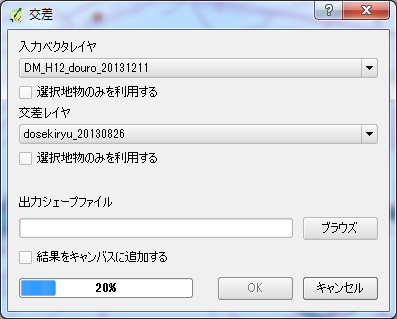 交差
入力ベクタレイヤ
DM_H12_douro_20131211
選択地物のみを利用する
交差レイヤ
dosekiryu_20130826
選択地物のみを利用する
出力シェープファイル
ブラウズ
結果をキャンバスに追加する
20%
OK
キャンセル